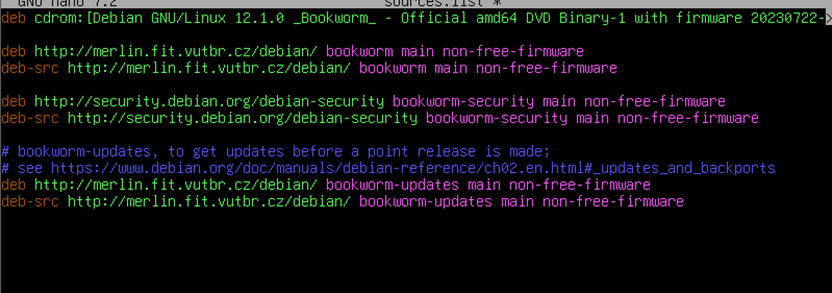 GNU nano 7.2 sources.list *
deb cdrom:[Debian GNU/Linux 12.1.0 _Bookworm_ - Official amd64 DVD Binary-1 with firmware 20230722->
deb http://merlin.fit.vutbr.cz/debian/ bookworm main non-free-firmware
deb-src http://merlin.fit.vutbr.cz/debian/ bookworm main non-free-firmware
deb http://security.debian.org/debian-security bookworm-security main non-free-firmware
deb-src http://security.debian.org/debian-security bookworm-security main non-free-firmware
# bookworm-updates, to get updates before a point release is made;
# see https://www.debian.org/doc/manuals/debian-reference/ch02.en.html#_updates_and_backports
deb http://merlin.fit.vutbr.cz/debian/ bookworm-updates main non-free-firmware
deb-src http://merlin.fit.vutbr.cz/debian/ bookworm-updates main non-free-firmware